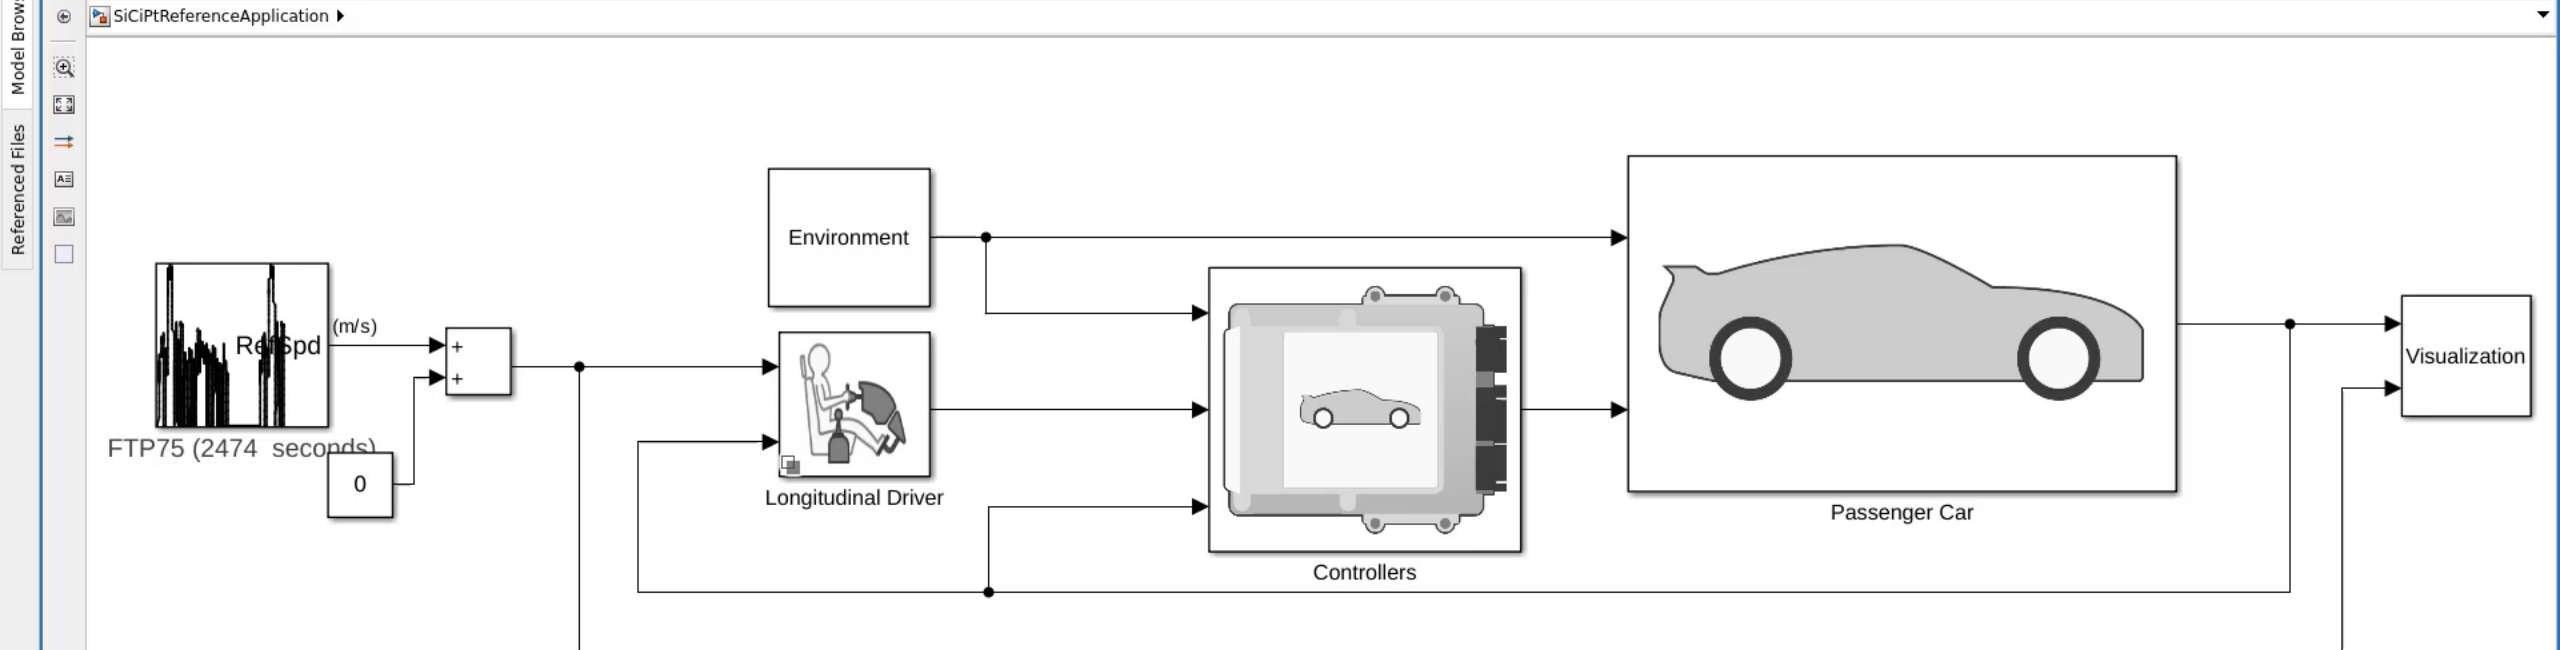 SiCiPtReferenceApplication
Model Brow
Referenced Files
Environment
RefSpd
(m/s)
+
+
FTP75 (2474  seconds)
0
Longitudinal Driver
Controllers
Passenger Car
Visualization